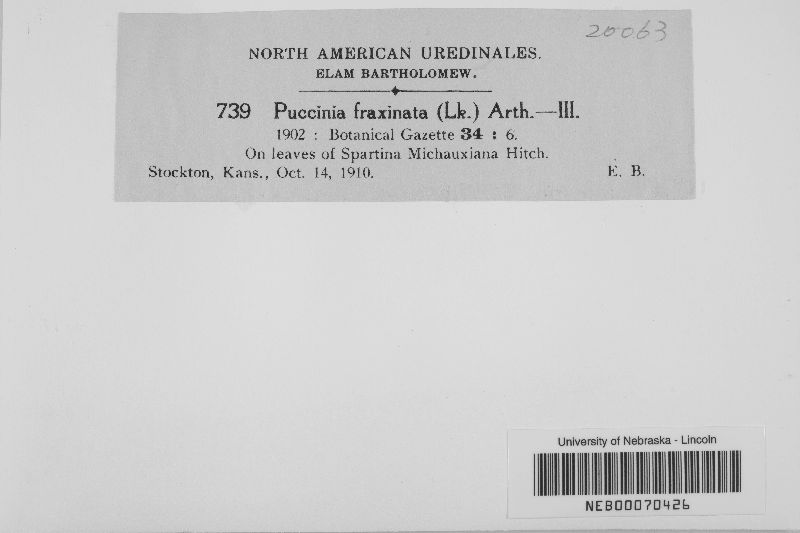 20063
NORTH AMERICAN UREDINALES.
ELAM BARTHOLOMEW.
739 Puccinia fraxinata (Lk.) Arth.—III.
1902 : Botanical Gazette 34 : 6.
On leaves of Spartina Michauxiana Hitch.
Stockton, Kans., Oct. 14, 1910. E. B.
University of Nebraska - Lincoln
NEB00070426